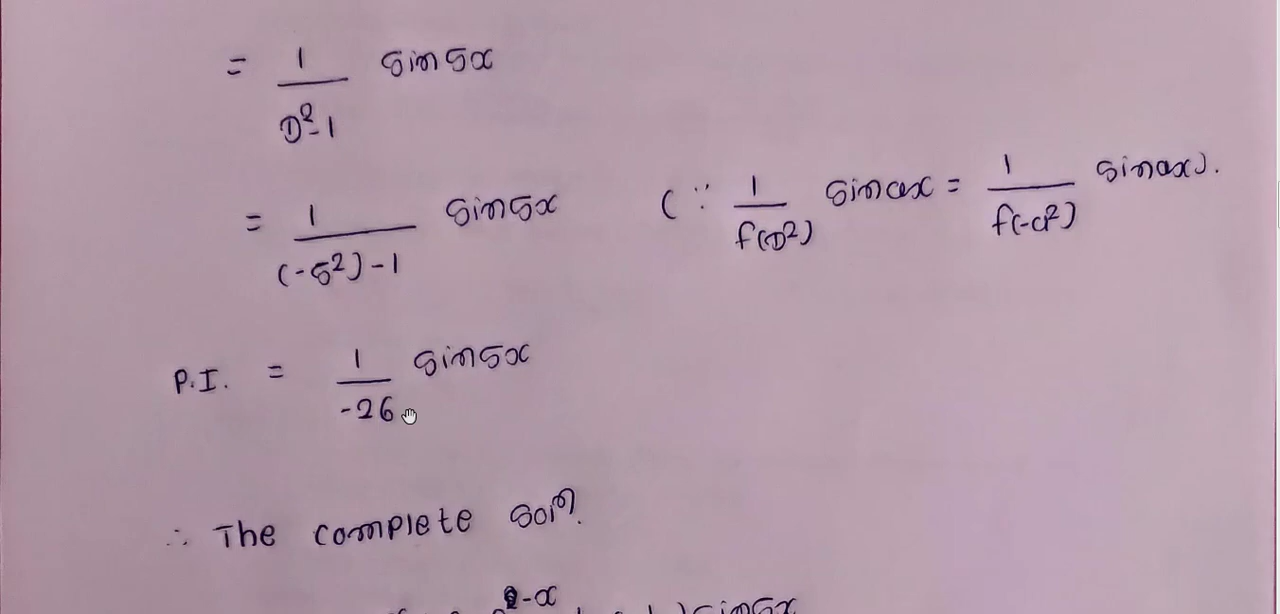 = 1/(D²-1) sin5x
= 1/((-5²)-1) sin5x (∵ 1/f(D²) sinax = 1/f(-a²) sinax).
P.I. = 1/-26 sin5x
∴ The complete soln.